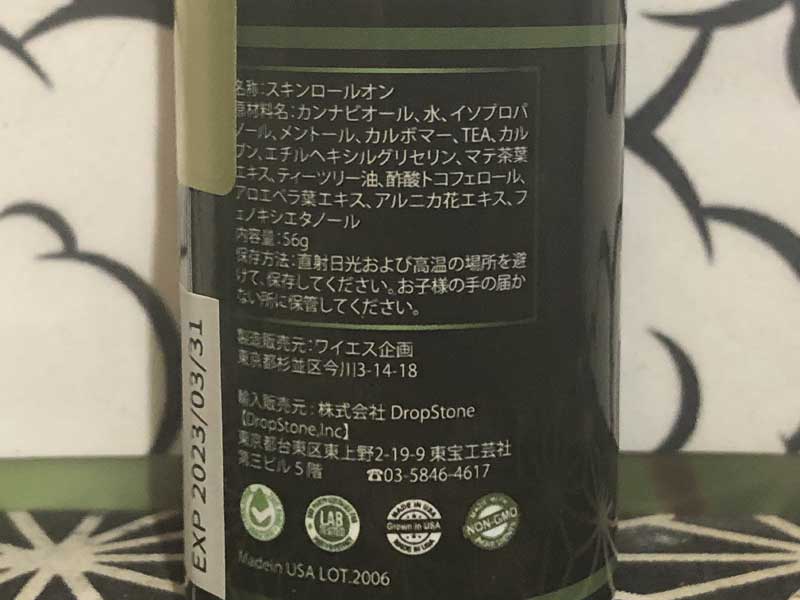 名称：スキンロールオン
原材料名：カンナビオール、水、イソプロパ
ノール、メントール、カルボマー、TEA、カル
ブン、エチルヘキシルグリセリン、マテ茶葉
エキス、ティーツリー油、酢酸トコフェロール、
アロエベラ葉エキス、アルニカ花エキス、フ
ェノキシエタノール
内容量：56g
保存方法：直射日光および高温の場所を避
けて、保存してください。お子様の手の届か
ない所に保管してください。
製造販売元：ワイエス企画
東京都杉並区今川3-14-18
輸入販売元：株式会社 DropStone
【DropStone,Inc】
東京都台東区東上野2-19-9 東宝工芸社
第三ビル５階 ☎03-5846-4617
LAB
MADE IN USA
Grown in USA
MADE IN USA
NON-GMO
Madein USA LOT.2006
EXP 2023/03/31